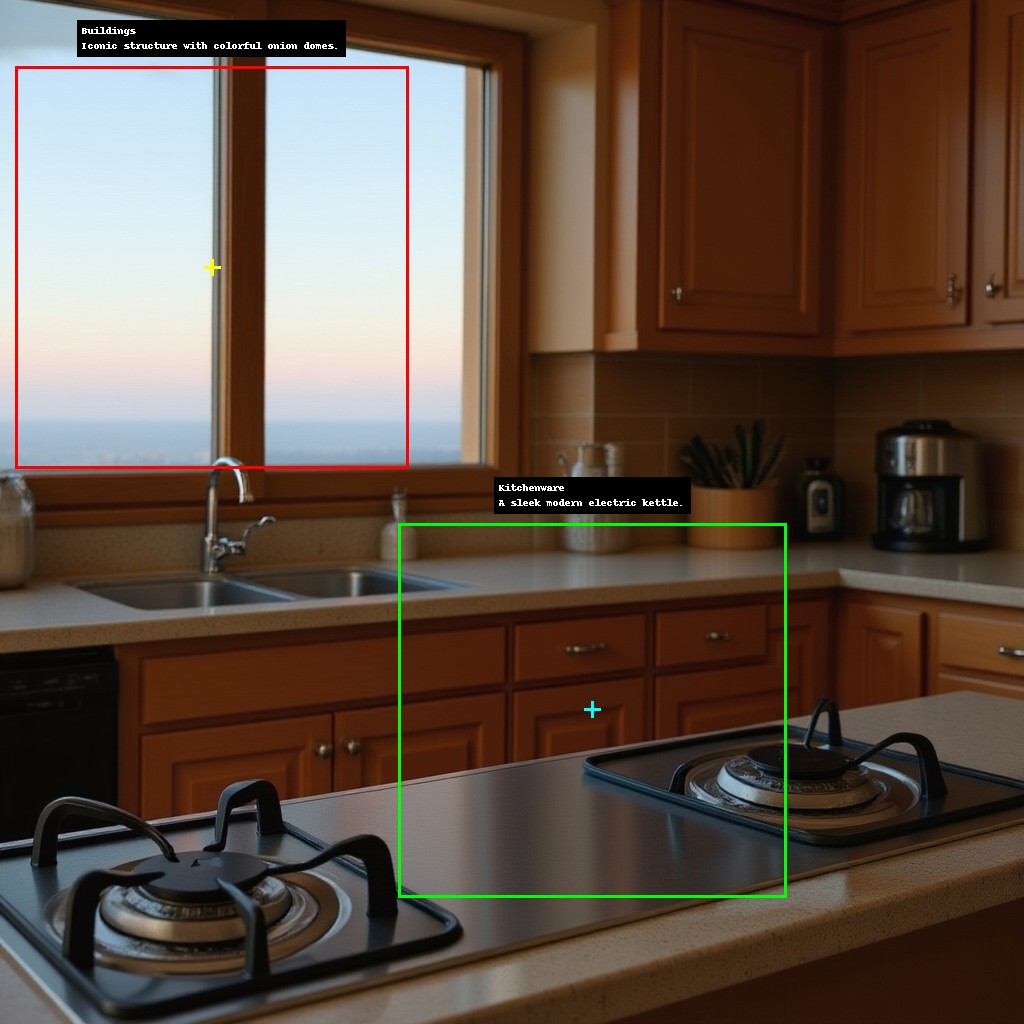 Buildings
Iconic structure with colorful onion domes.
Kitchenware
A sleek modern electric kettle.